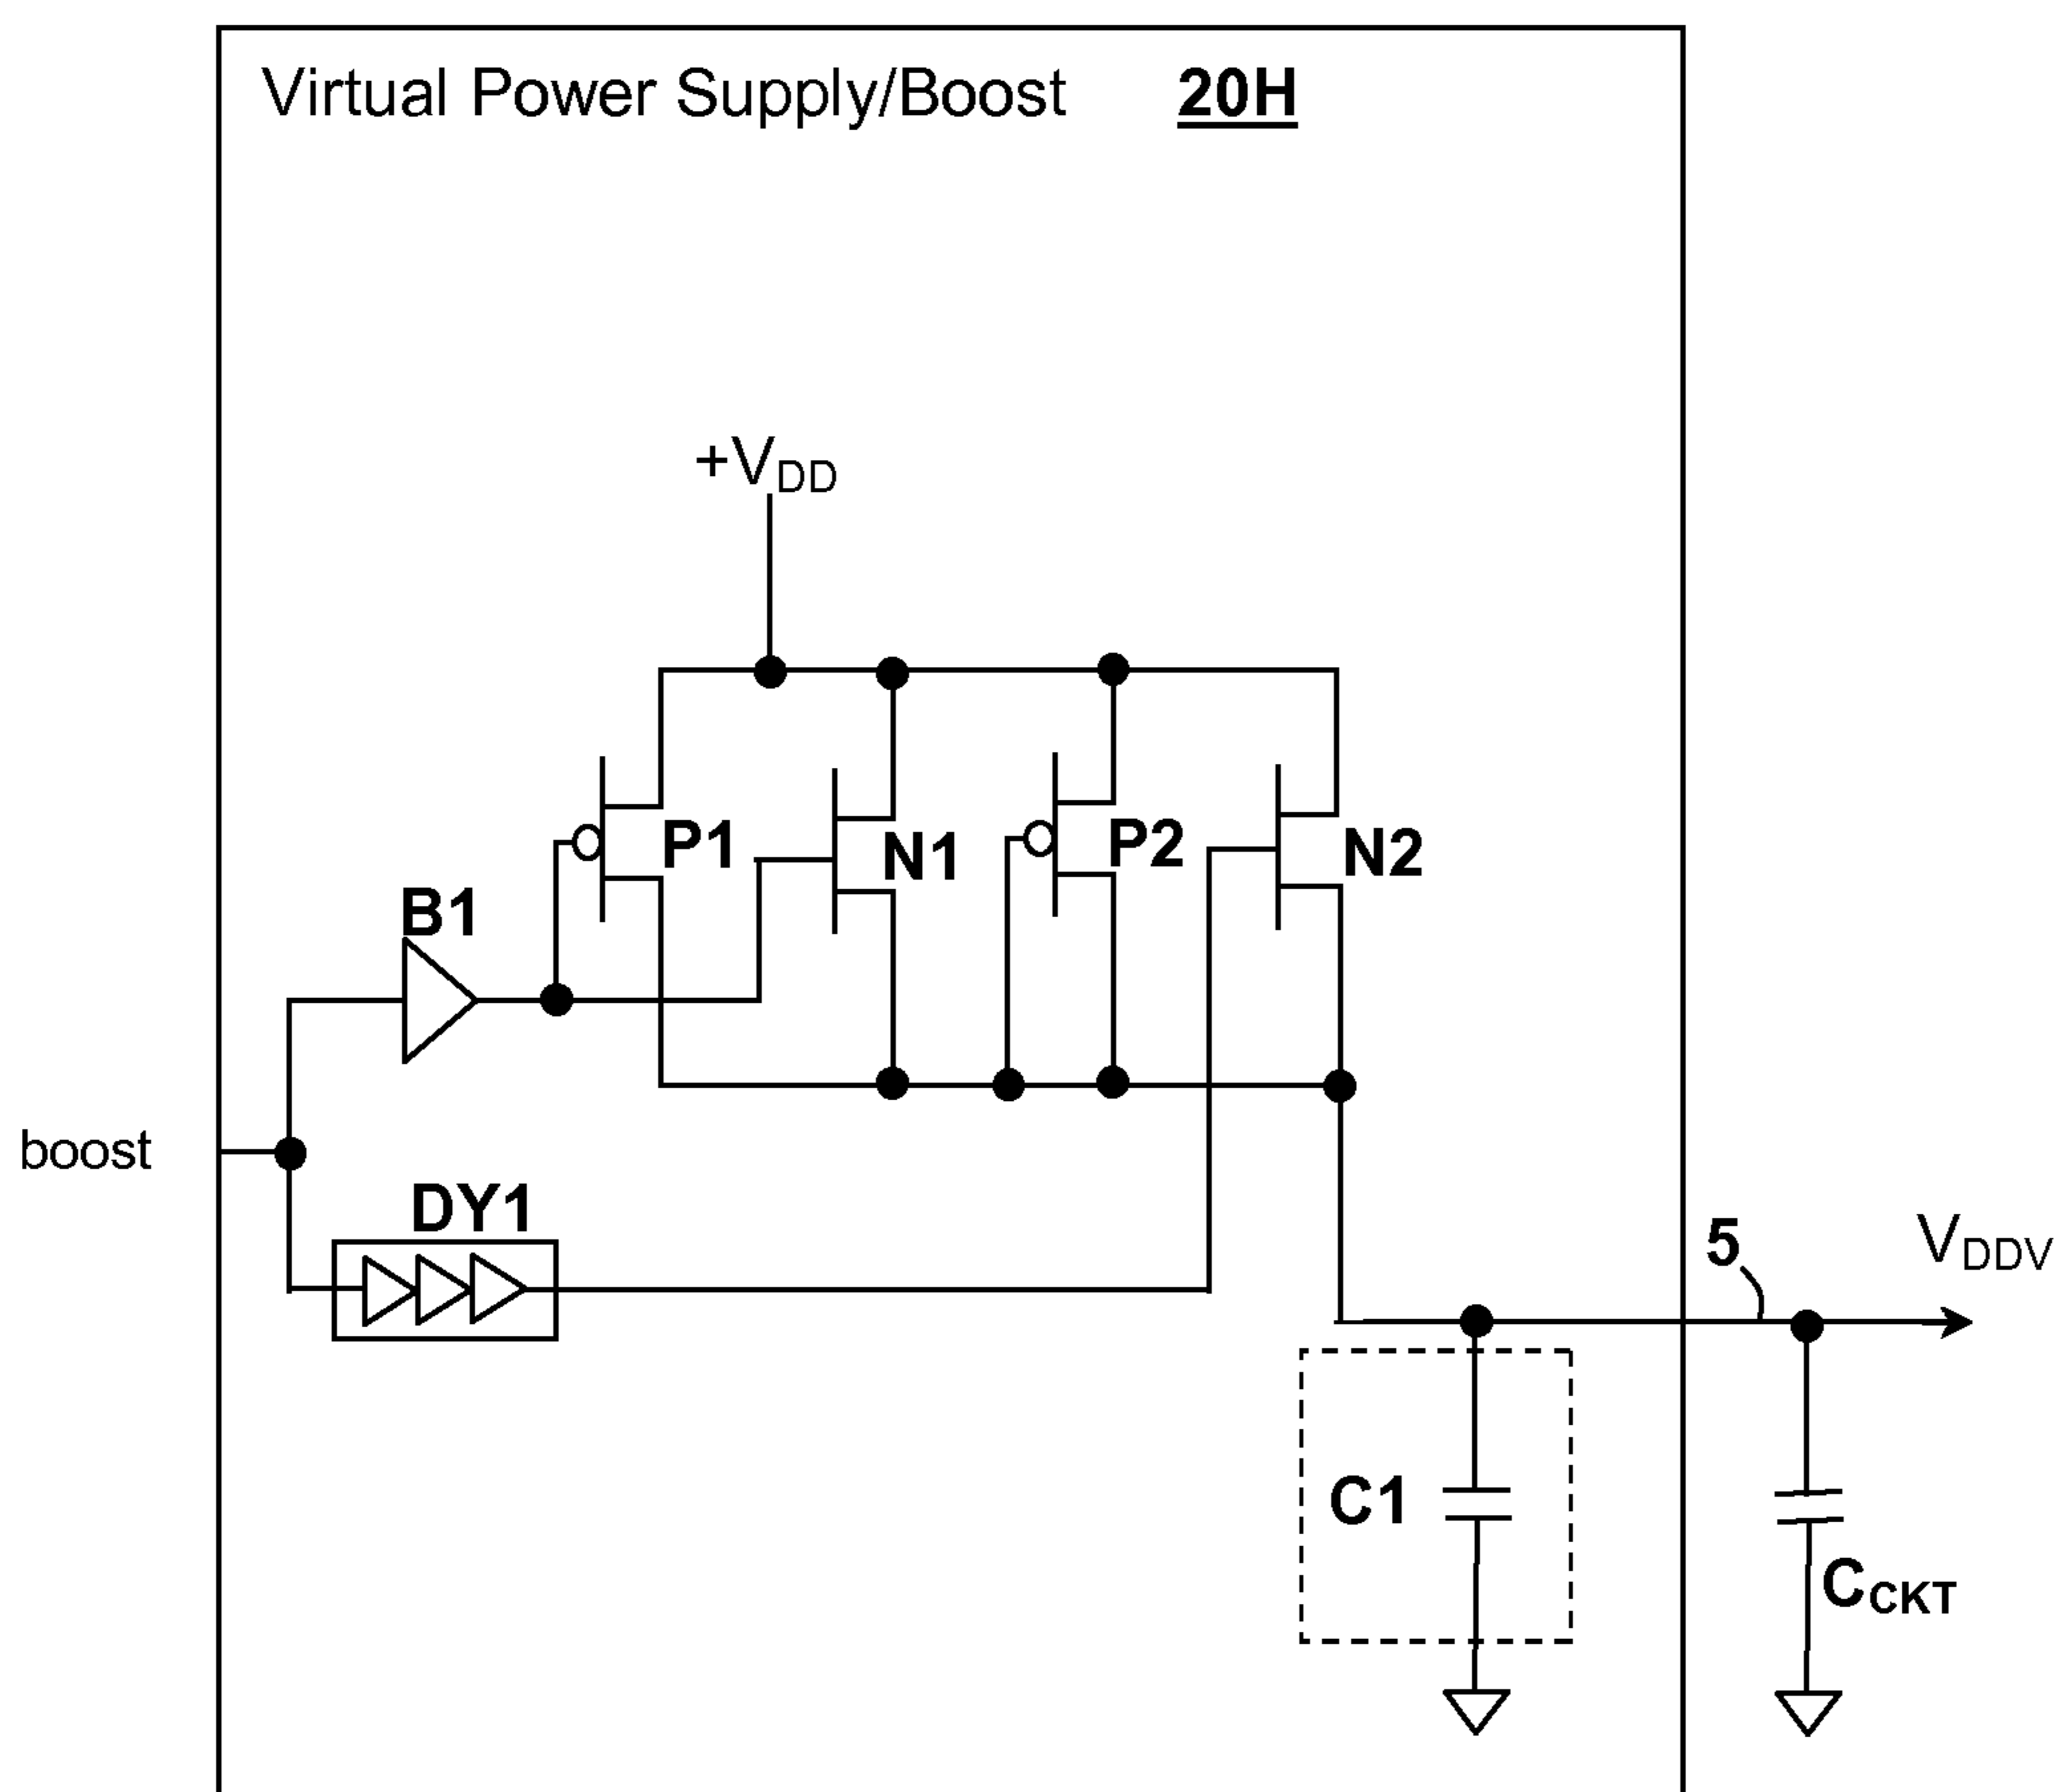 Virtual Power Supply/Boost 20H
+VDD
P1
N1
P2
N2
B1
boost
DY1
5
VDDV
C1
CCKT